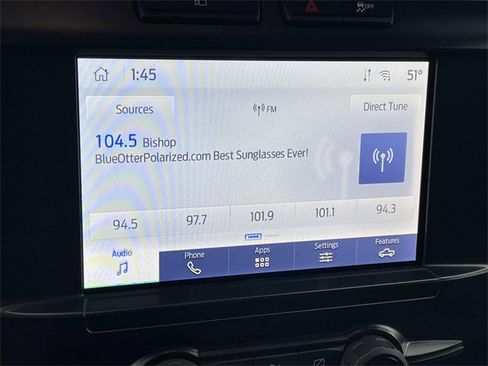 OFF
1:45 51°
Sources FM Direct Tune
104.5 Bishop
BlueOtterPolarized.com Best Sunglasses Ever!
94.5 97.7 101.9 101.1 94.3
Audio Phone Apps Settings Features